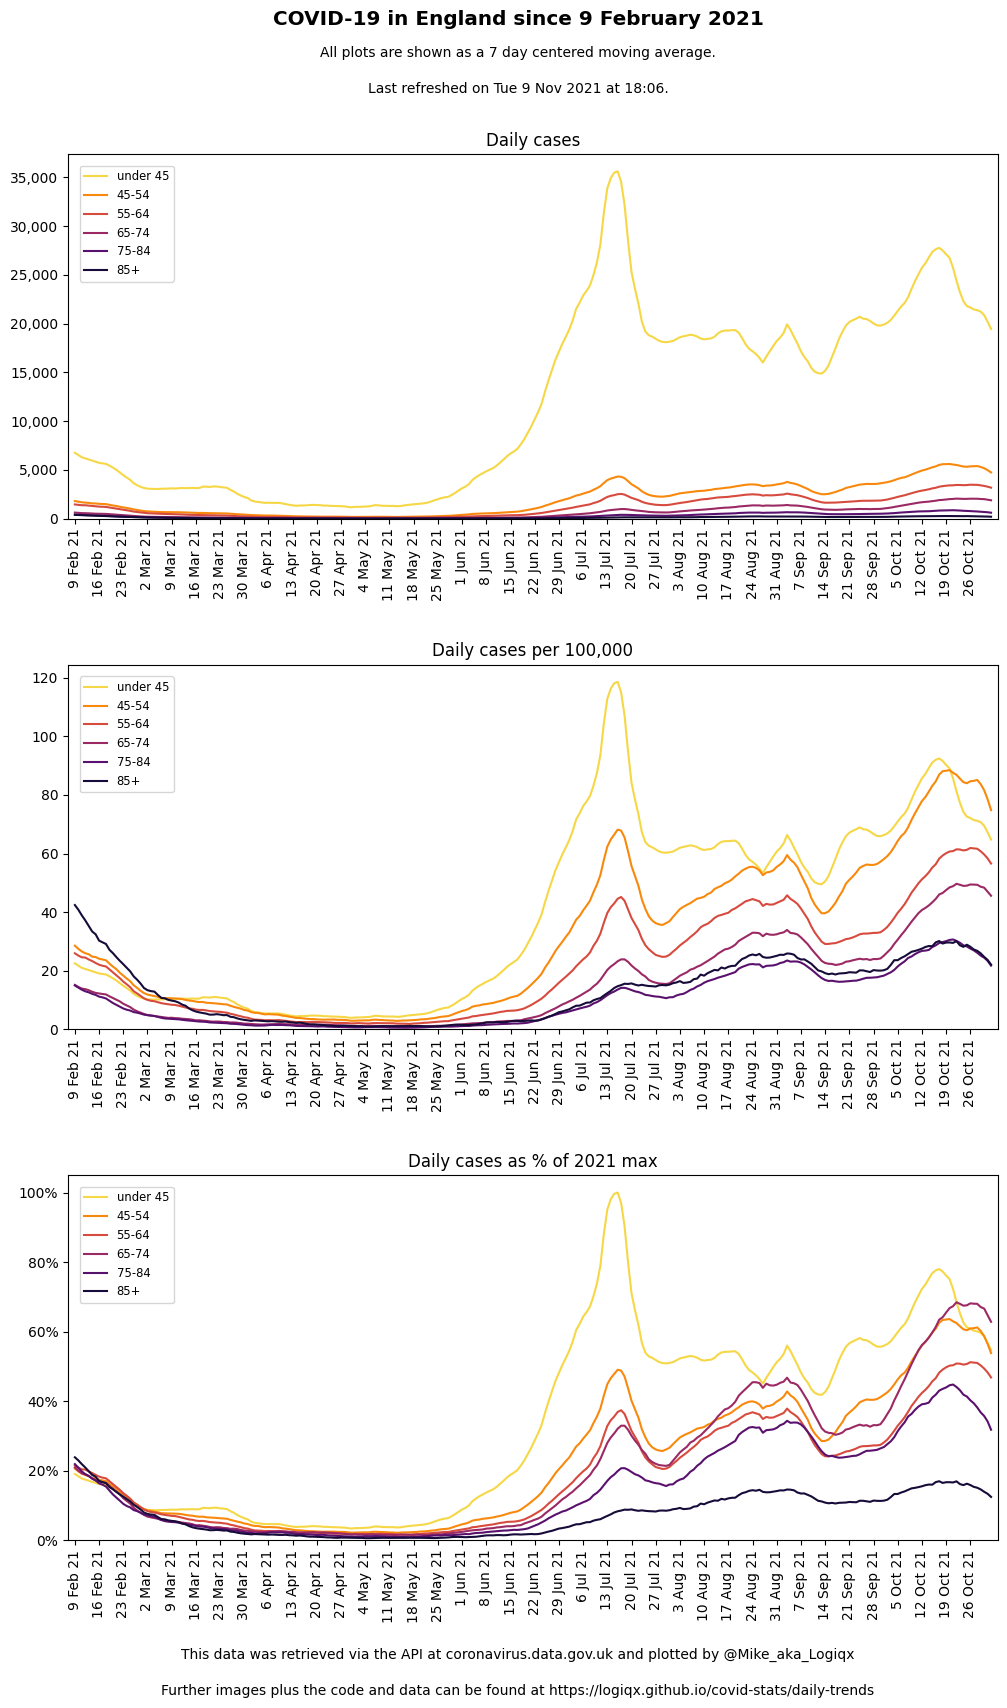 COVID-19 in England since 9 February 2021
All plots are shown as a 7 day centered moving average.
Last refreshed on Tue 9 Nov 2021 at 18:06.
Daily cases
under 45
45-54
55-64
65-74
75-84
85+
35,000
30,000
25,000
20,000
15,000
10,000
5,000
0
9 Feb 21
16 Feb 21
23 Feb 21
2 Mar 21
9 Mar 21
16 Mar 21
23 Mar 21
30 Mar 21
6 Apr 21
13 Apr 21
20 Apr 21
27 Apr 21
4 May 21
11 May 21
18 May 21
25 May 21
1 Jun 21
8 Jun 21
15 Jun 21
22 Jun 21
29 Jun 21
6 Jul 21
13 Jul 21
20 Jul 21
27 Jul 21
3 Aug 21
10 Aug 21
17 Aug 21
24 Aug 21
31 Aug 21
7 Sep 21
14 Sep 21
21 Sep 21
28 Sep 21
5 Oct 21
12 Oct 21
19 Oct 21
26 Oct 21
Daily cases per 100,000
under 45
45-54
55-64
65-74
75-84
85+
120
100
80
60
40
20
0
9 Feb 21
16 Feb 21
23 Feb 21
2 Mar 21
9 Mar 21
16 Mar 21
23 Mar 21
30 Mar 21
6 Apr 21
13 Apr 21
20 Apr 21
27 Apr 21
4 May 21
11 May 21
18 May 21
25 May 21
1 Jun 21
8 Jun 21
15 Jun 21
22 Jun 21
29 Jun 21
6 Jul 21
13 Jul 21
20 Jul 21
27 Jul 21
3 Aug 21
10 Aug 21
17 Aug 21
24 Aug 21
31 Aug 21
7 Sep 21
14 Sep 21
21 Sep 21
28 Sep 21
5 Oct 21
12 Oct 21
19 Oct 21
26 Oct 21
Daily cases as % of 2021 max
under 45
45-54
55-64
65-74
75-84
85+
100%
80%
60%
40%
20%
0%
9 Feb 21
16 Feb 21
23 Feb 21
2 Mar 21
9 Mar 21
16 Mar 21
23 Mar 21
30 Mar 21
6 Apr 21
13 Apr 21
20 Apr 21
27 Apr 21
4 May 21
11 May 21
18 May 21
25 May 21
1 Jun 21
8 Jun 21
15 Jun 21
22 Jun 21
29 Jun 21
6 Jul 21
13 Jul 21
20 Jul 21
27 Jul 21
3 Aug 21
10 Aug 21
17 Aug 21
24 Aug 21
31 Aug 21
7 Sep 21
14 Sep 21
21 Sep 21
28 Sep 21
5 Oct 21
12 Oct 21
19 Oct 21
26 Oct 21
This data was retrieved via the API at coronavirus.data.gov.uk and plotted by @Mike_aka_Logiqx
Further images plus the code and data can be found at https://logiqx.github.io/covid-stats/daily-trends